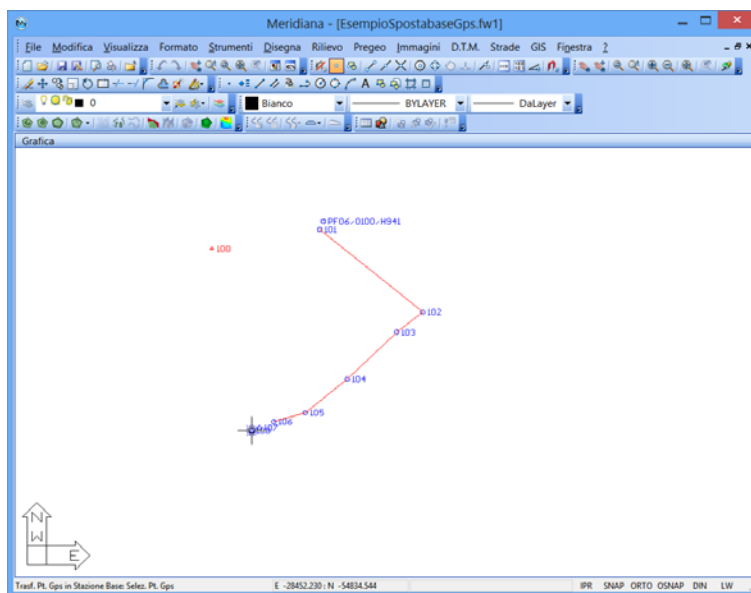 Meridiana - [EsempioSpostabaseGps.fw1]
File Modifica Visualizza Formato Strumenti Disegna Rilievo Pregeo Immagini D.T.M. Strade GIS Finestra ?
0 Bianco BYLAYER DaLayer
Grafica
PF06/0100/H941
101
100
102
103
104
105
106
107
N
W
E
Trasf. Pt. Gps in Stazione Base: Selez. Pt. Gps E -28452.230 : N -54834.544 IPR SNAP ORTO OSNAP DIN LW